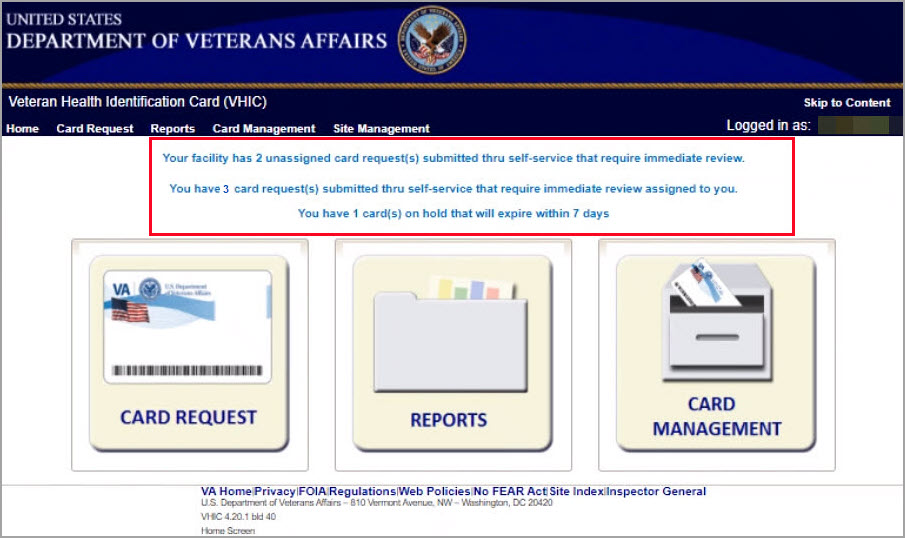 UNITED STATES
DEPARTMENT OF VETERANS AFFAIRS
Veteran Health Identification Card (VHIC)
Skip to Content
Home Card Request Reports Card Management Site Management
Logged in as:
Your facility has 2 unassigned card request(s) submitted thru self-service that require immediate review.
You have 3 card request(s) submitted thru self-service that require immediate review assigned to you.
You have 1 card(s) on hold that will expire within 7 days
VA
U.S. Department
of Veterans Affairs
CARD REQUEST
REPORTS
VA
CARD
MANAGEMENT
VA Home|Privacy|FOIA|Regulations|Web Policies|No FEAR Act|Site Index|Inspector General
U.S. Department of Veterans Affairs – 810 Vermont Avenue, NW – Washington, DC 20420
VHIC 4.20.1 bld 40
Home Screen